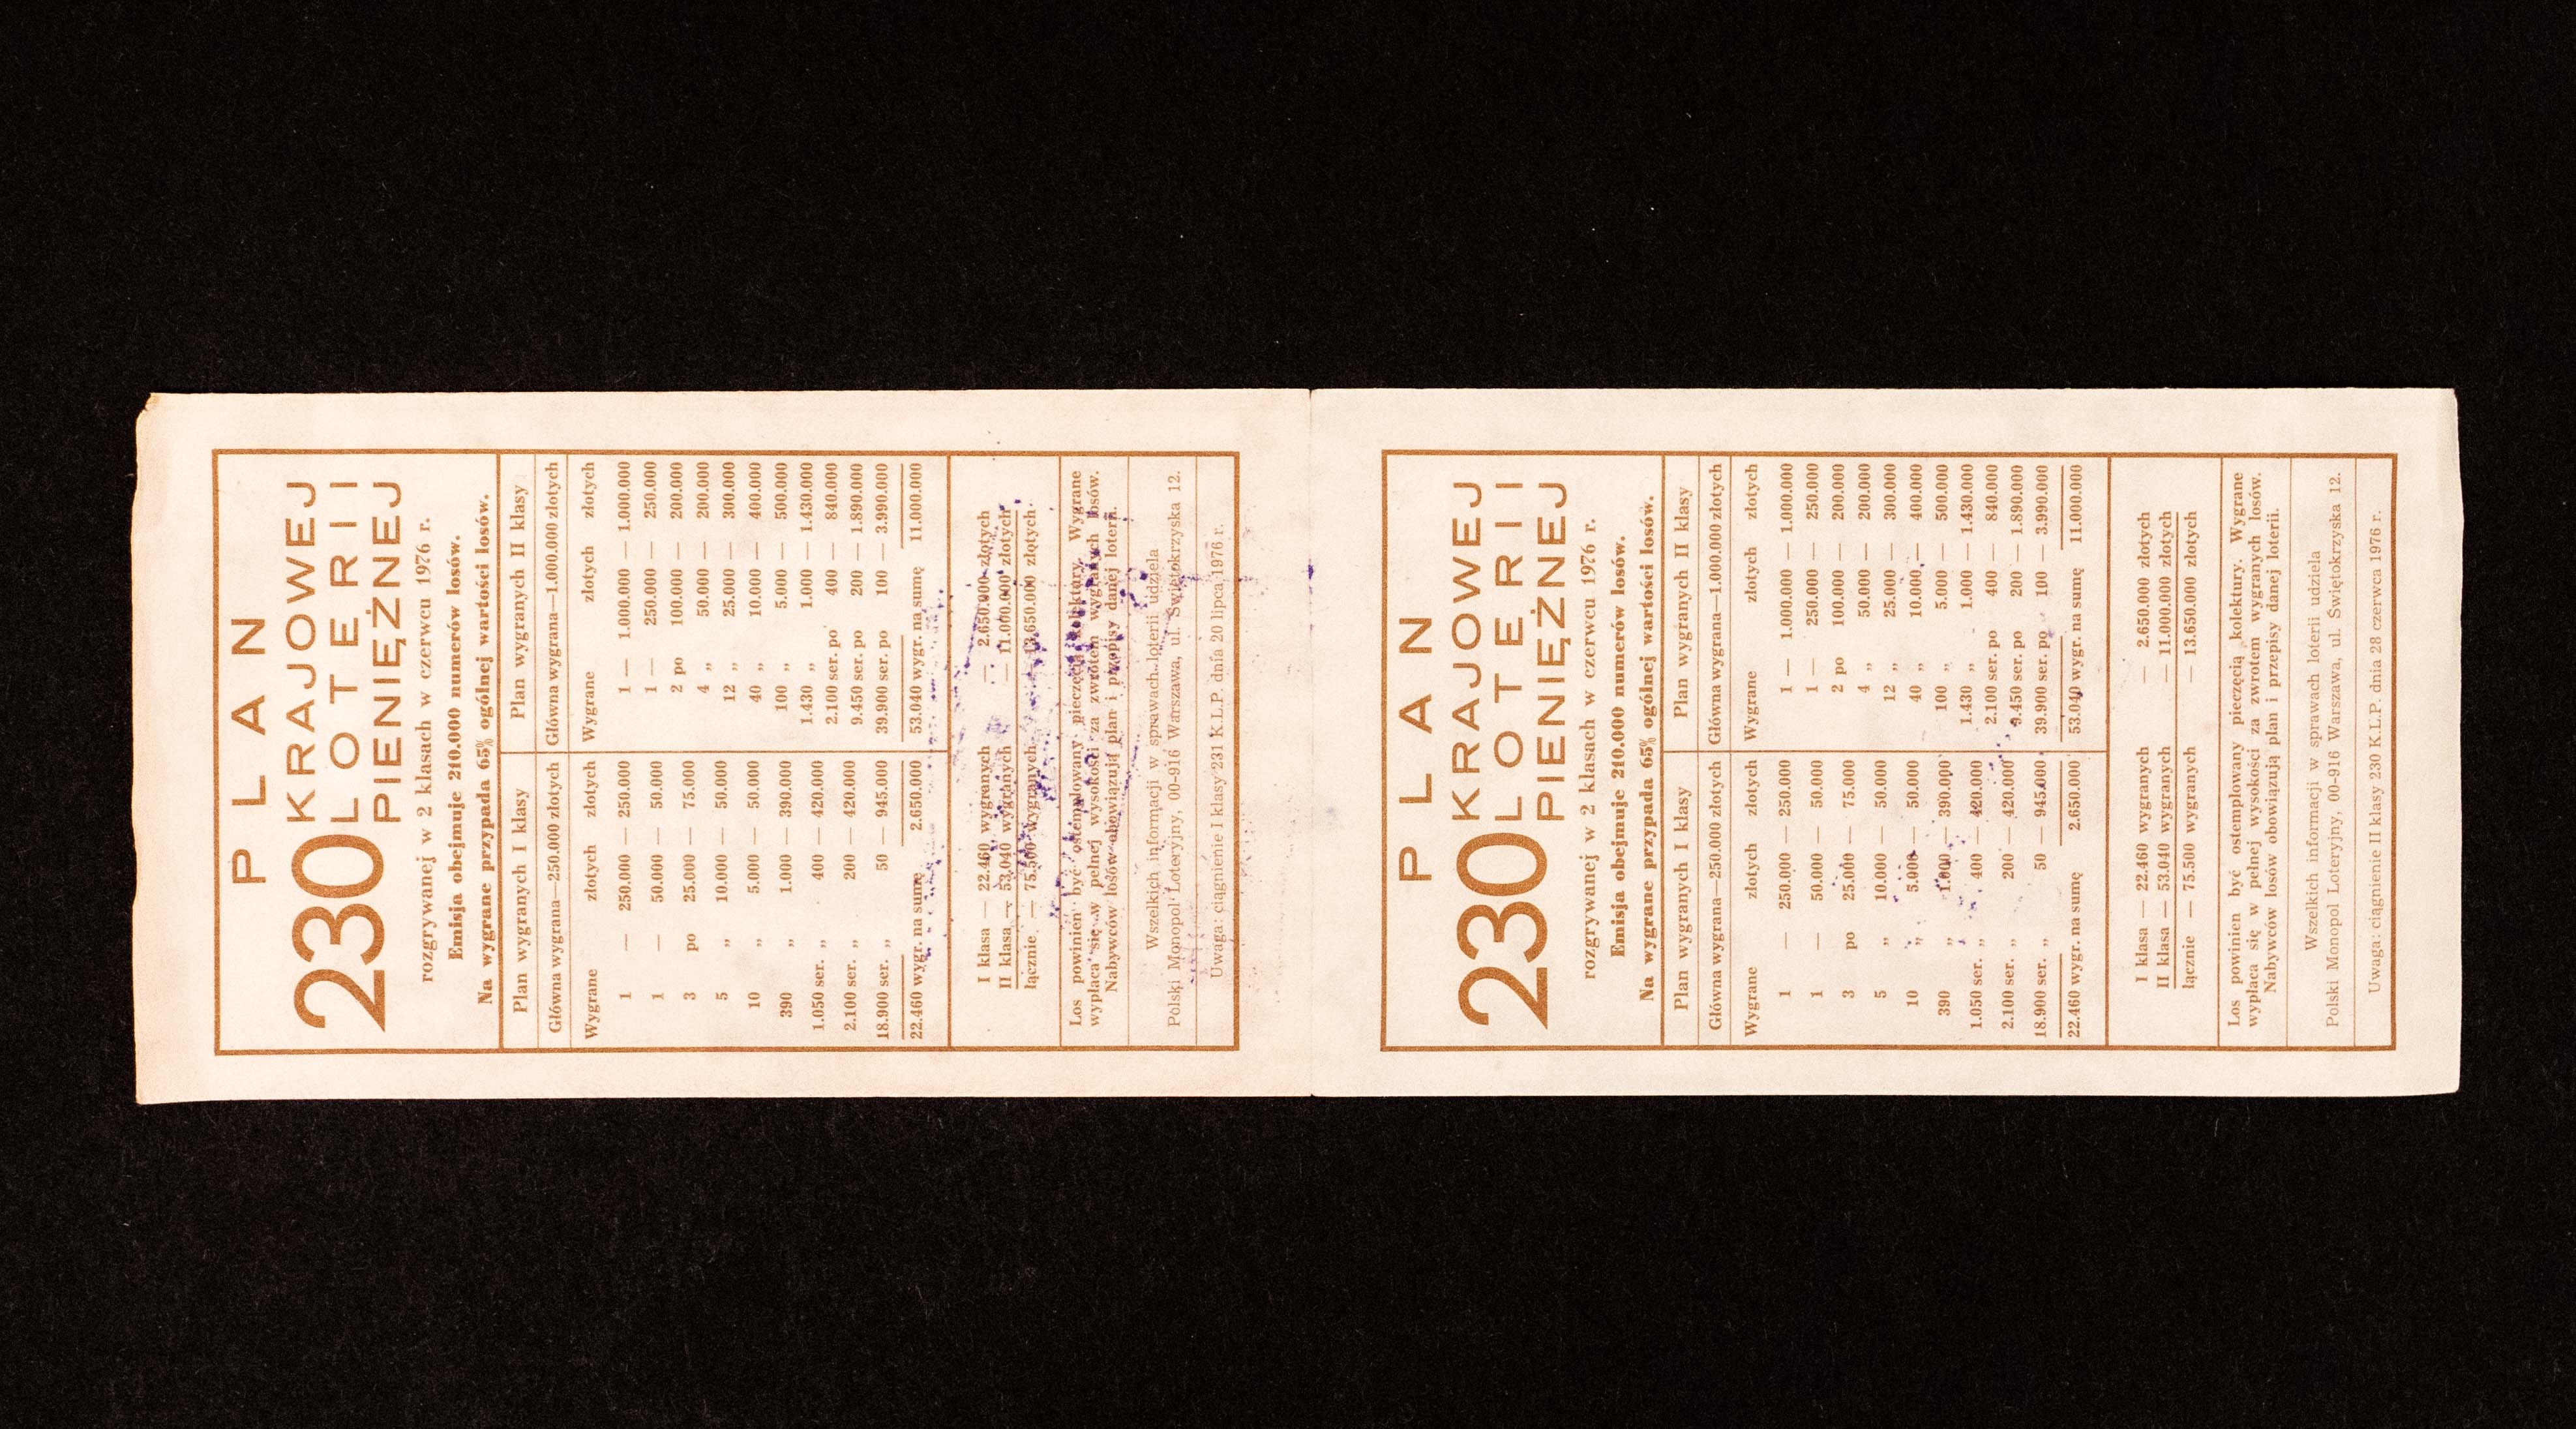 PLAN
230 KRAJOWEJ
LOTERII
PIENIĘŻNEJ
rozgrywanej w 2 klasach w czerwcu 1976 r.
Emisja obejmuje 210.000 numerów losów.
Na wygrane przypada 65% ogólnej wartości losów.
Plan wygranych I klasy
Główna wygrana—250.000 złotych
Wygrane złotych złotych
1 — 250.000 — 250.000
1 — 50.000 — 50.000
3 po 25.000 — 75.000
5 „ 10.000 — 50.000
10 „ 5.000 — 50.000
390 „ 1.000 — 390.000
1.050 ser. „ 400 — 420.000
2.100 ser. „ 200 — 420.000
18.900 ser. „ 50 — 945.000
22.460 wygr. na sumę 2.650.000
Plan wygranych II klasy
Główna wygrana—1.000.000 złotych
Wygrane złotych złotych
1 — 1.000.000 — 1.000.000
1 — 250.000 — 250.000
2 po 100.000 — 200.000
4 „ 50.000 — 200.000
12 „ 25.000 — 300.000
40 „ 10.000 — 400.000
100 „ 5.000 — 500.000
1.430 „ 1.000 — 1.430.000
2.100 ser. po 400 — 840.000
9.450 ser. po 200 — 1.890.000
39.900 ser. po 100 — 3.990.000
53.040 wygr. na sumę 11.000.000
I klasa — 22.460 wygranych — 2.650.000 złotych
II klasa — 53.040 wygranych — 11.000.000 złotych
łącznie — 75.500 wygranych — 13.650.000 złotych
Los powinien być ostemplowany pieczęcią kolektury. Wygrane
wypłaca się w pełnej wysokości za zwrotem wygranych losów.
Nabywców losów obowiązują plan i przepisy danej loterii.
Wszelkich informacji w sprawach loterii udziela
Polski Monopol Loteryjny, 00-916 Warszawa, ul. Świętokrzyska 12.
Uwaga: ciągnienie I klasy 231 K.L.P. dnia 20 lipca 1976 r.
PLAN
230 KRAJOWEJ
LOTERII
PIENIĘŻNEJ
rozgrywanej w 2 klasach w czerwcu 1976 r.
Emisja obejmuje 210.000 numerów losów.
Na wygrane przypada 65% ogólnej wartości losów.
Plan wygranych I klasy
Główna wygrana—250.000 złotych
Wygrane złotych złotych
1 — 250.000 — 250.000
1 — 50.000 — 50.000
3 po 25.000 — 75.000
5 „ 10.000 — 50.000
10 „ 5.000 — 50.000
390 „ 1.000 — 390.000
1.050 ser. „ 400 — 420.000
2.100 ser. „ 200 — 420.000
18.900 ser. „ 50 — 945.000
22.460 wygr. na sumę 2.650.000
Plan wygranych II klasy
Główna wygrana—1.000.000 złotych
Wygrane złotych złotych
1 — 1.000.000 — 1.000.000
1 — 250.000 — 250.000
2 po 100.000 — 200.000
4 „ 50.000 — 200.000
12 „ 25.000 — 300.000
40 „ 10.000 — 400.000
100 „ 5.000 — 500.000
1.430 „ 1.000 — 1.430.000
2.100 ser. po 400 — 840.000
9.450 ser. po 200 — 1.890.000
39.900 ser. po 100 — 3.990.000
53.040 wygr. na sumę 11.000.000
I klasa — 22.460 wygranych — 2.650.000 złotych
II klasa — 53.040 wygranych — 11.000.000 złotych
łącznie — 75.500 wygranych — 13.650.000 złotych
Los powinien być ostemplowany pieczęcią kolektury. Wygrane
wypłaca się w pełnej wysokości za zwrotem wygranych losów.
Nabywców losów obowiązują plan i przepisy danej loterii.
Wszelkich informacji w sprawach loterii udziela
Polski Monopol Loteryjny, 00-916 Warszawa, ul. Świętokrzyska 12.
Uwaga: ciągnienie II klasy 230 K.L.P. dnia 28 czerwca 1976 r.